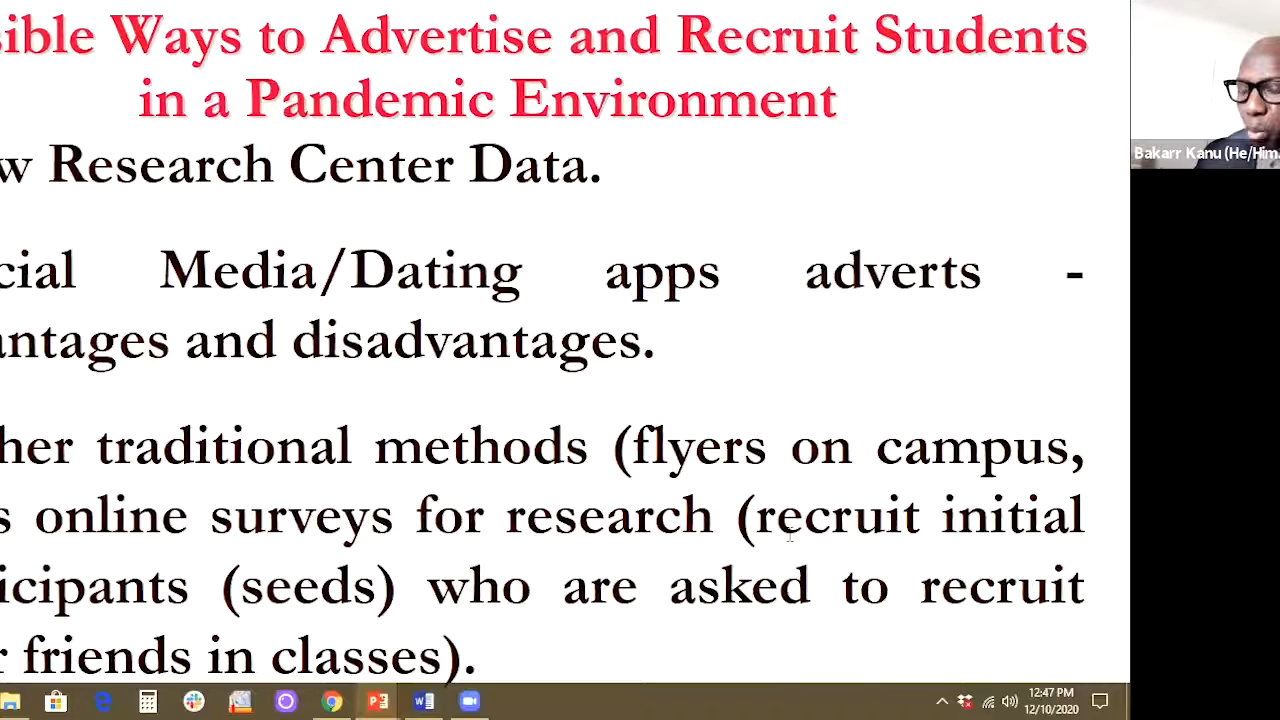 sible Ways to Advertise and Recruit Students
in a Pandemic Environment
w Research Center Data.
cial Media/Dating apps adverts -
antages and disadvantages.
her traditional methods (flyers on campus,
s online surveys for research (recruit initial
icipants (seeds) who are asked to recruit
r friends in classes).
Bakarr Kanu (He/Him
12:47 PM
12/10/2020